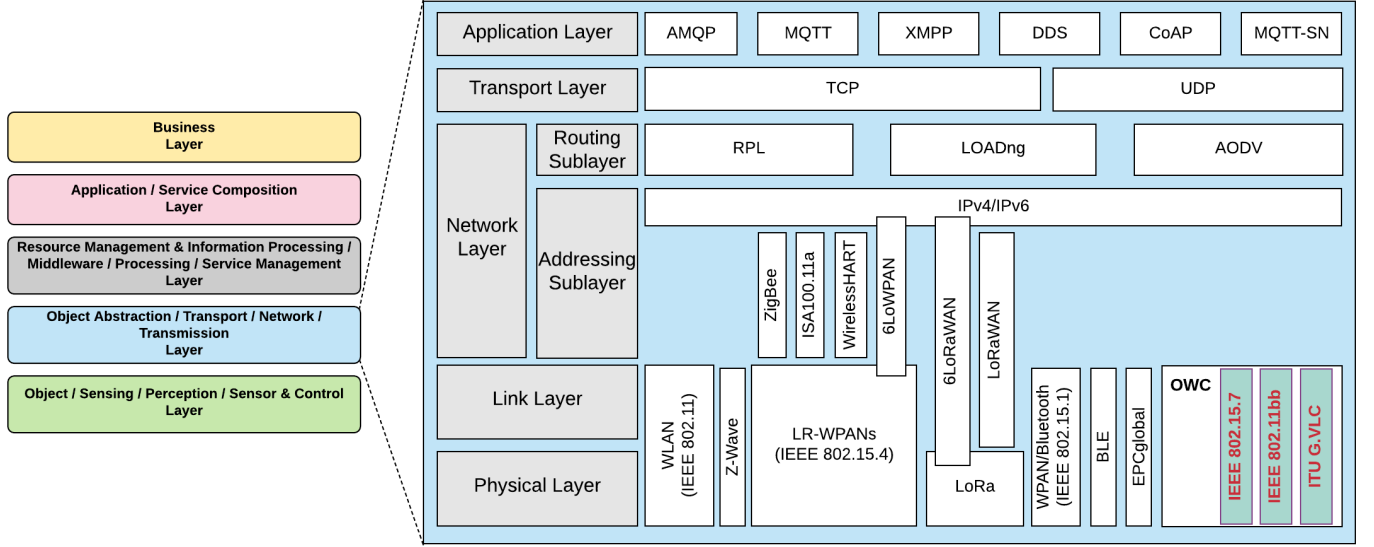 Business
Layer
Application / Service Composition
Layer
Resource Management & Information Processing /
Middleware / Processing / Service Management
Layer
Object Abstraction / Transport / Network /
Transmission
Layer
Object / Sensing / Perception / Sensor & Control
Layer
Application Layer
AMQP
MQTT
XMPP
DDS
CoAP
MQTT-SN
Transport Layer
TCP
UDP
Network
Layer
Routing
Sublayer
RPL
LOADng
AODV
Addressing
Sublayer
IPv4/IPv6
ZigBee
ISA100.11a
WirelessHART
6LoWPAN
6LoRaWAN
LoRaWAN
Link Layer
Physical Layer
WLAN
(IEEE 802.11)
Z-Wave
LR-WPANs
(IEEE 802.15.4)
LoRa
WPAN/Bluetooth
(IEEE 802.15.1)
BLE
EPCglobal
OWC
IEEE 802.15.7
IEEE 802.11bb
ITU G.VLC